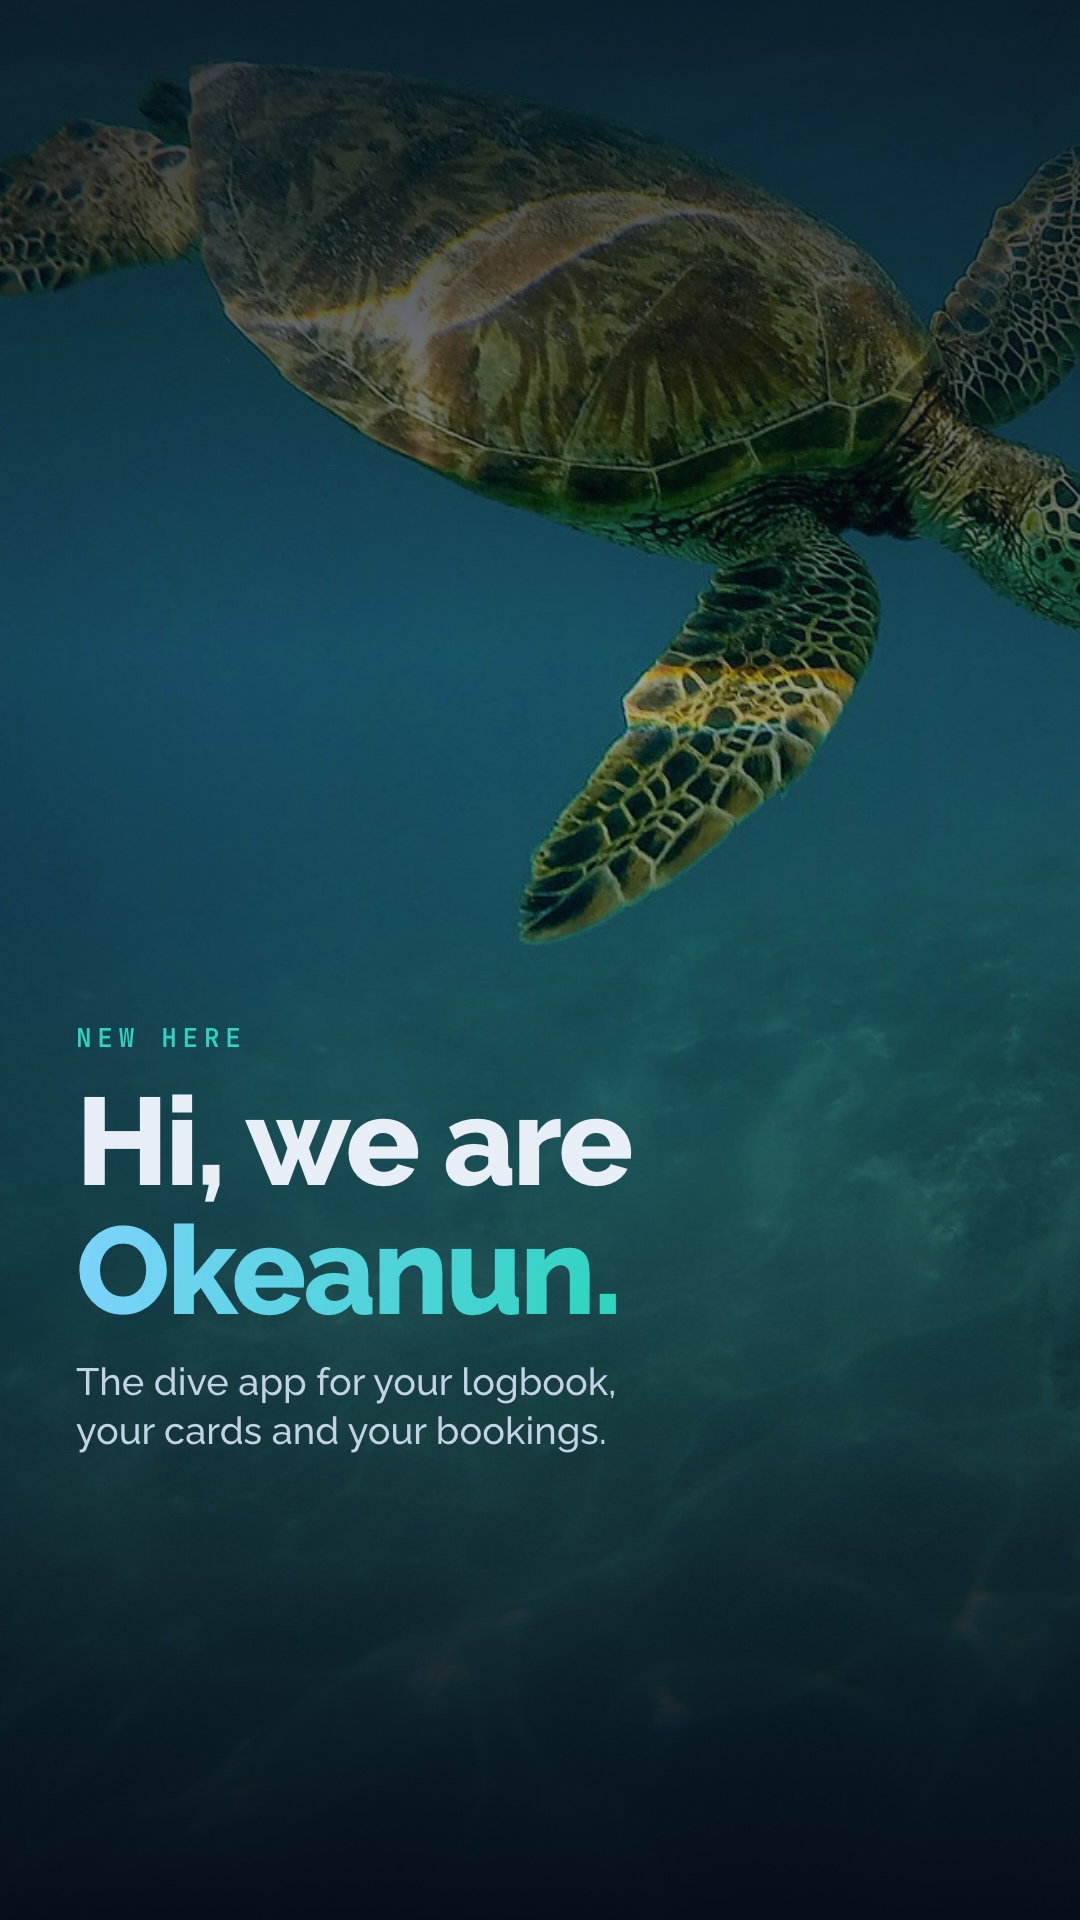 NEW HERE
Hi, we are
Okeanun.
The dive app for your logbook,
your cards and your bookings.